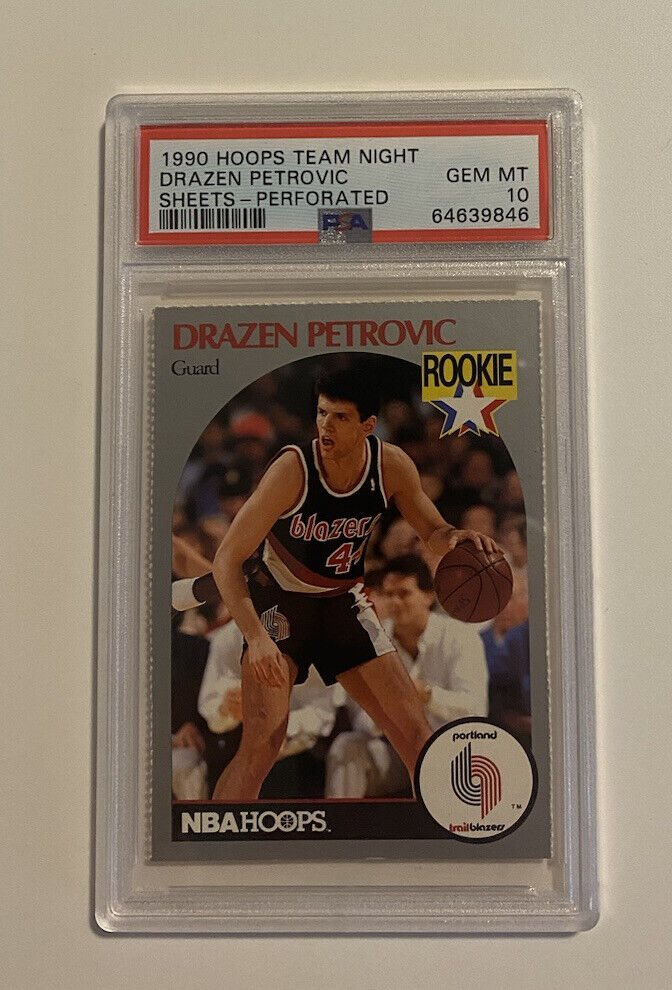 1990 HOOPS TEAM NIGHT
DRAZEN PETROVIC GEM MT
SHEETS-PERFORATED 10
PSA 64639846
DRAZEN PETROVIC
Guard
ROOKIE
blazers
44
portland
trailblazers
TM
NBA HOOPS